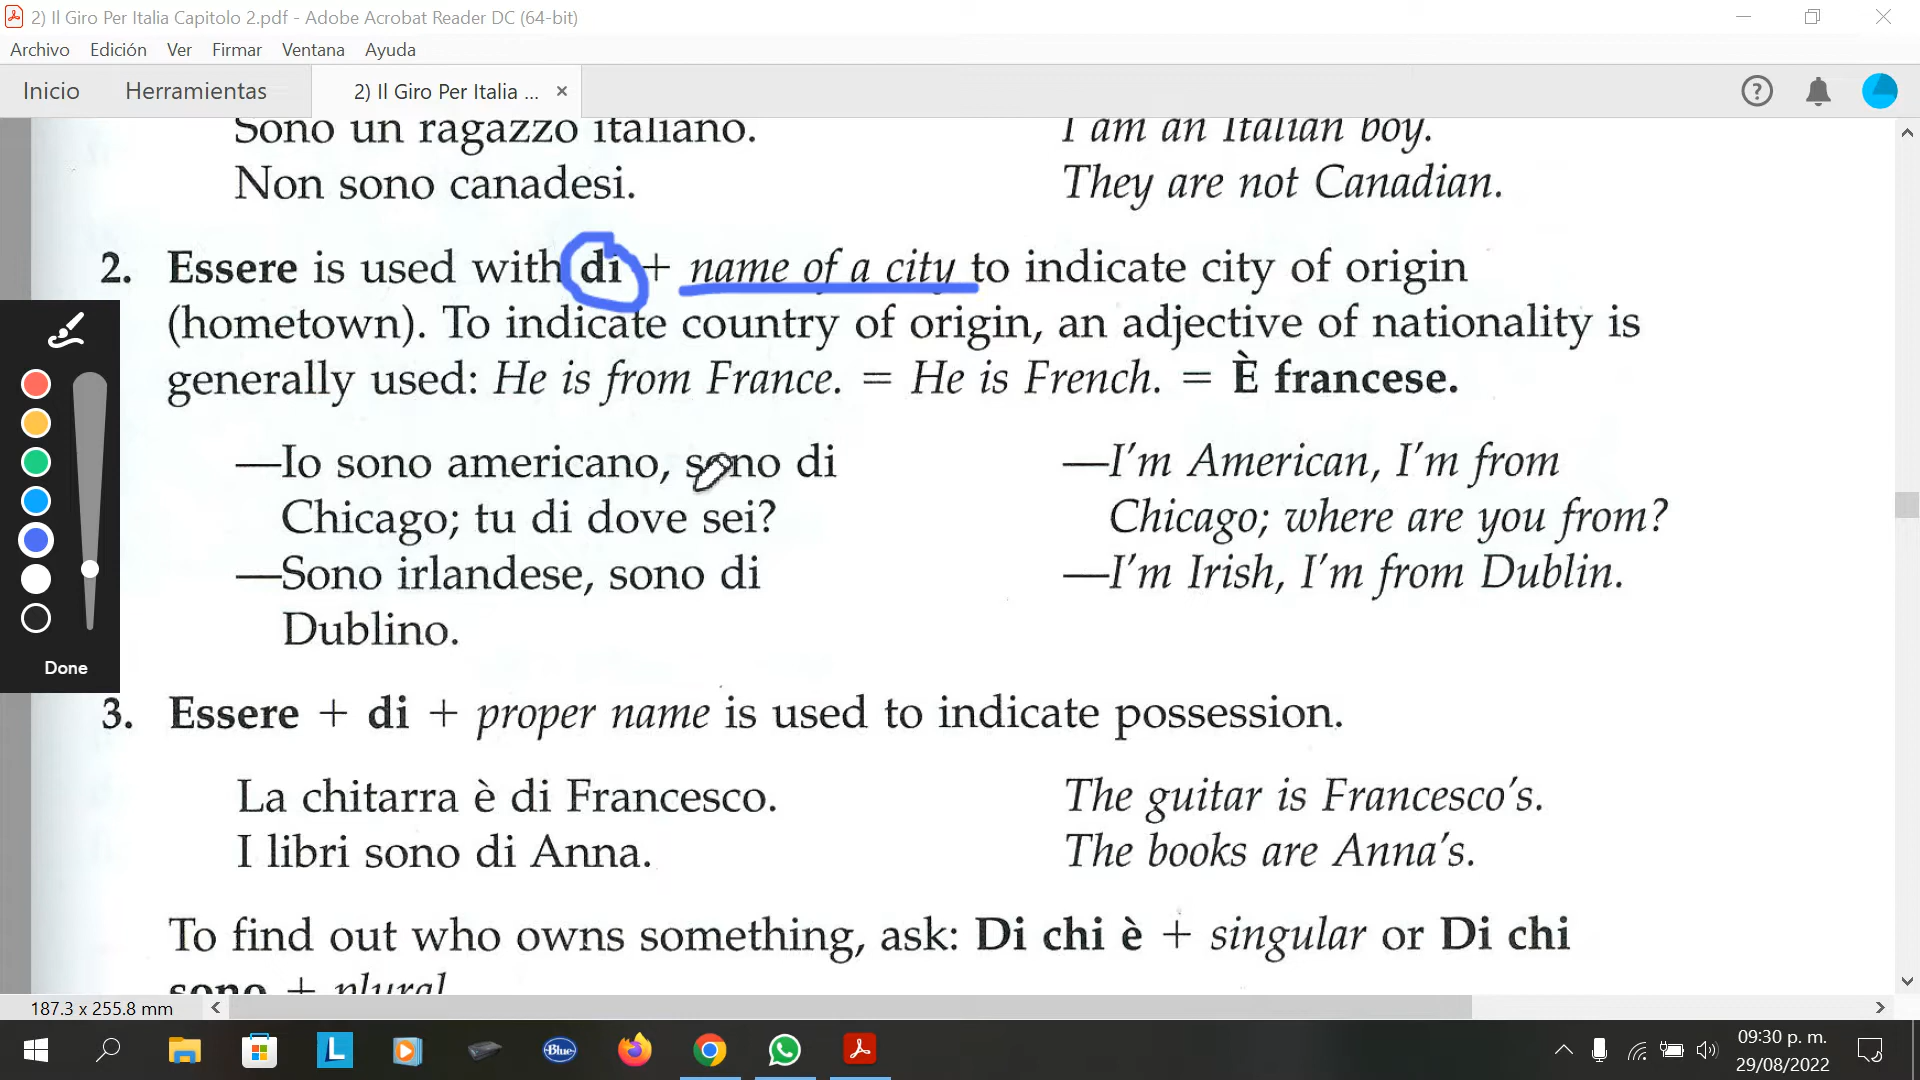 2) Il Giro Per Italia Capitolo 2.pdf - Adobe Acrobat Reader DC (64-bit)
Archivo Edición Ver Firmar Ventana Ayuda
Inicio Herramientas 2) Il Giro Per Italia ... ×
Sono un ragazzo italiano. I am an Italian boy.
Non sono canadesi. They are not Canadian.
2. Essere is used with di + name of a city to indicate city of origin
(hometown). To indicate country of origin, an adjective of nationality is
generally used: He is from France. = He is French. = È francese.
—Io sono americano, sono di —I'm American, I'm from
Chicago; tu di dove sei? Chicago; where are you from?
—Sono irlandese, sono di —I'm Irish, I'm from Dublin.
Dublino.
Done
3. Essere + di + proper name is used to indicate possession.
La chitarra è di Francesco. The guitar is Francesco's.
I libri sono di Anna. The books are Anna's.
To find out who owns something, ask: Di chi è + singular or Di chi
sono + plural
187.3 x 255.8 mm
L Blue 09:30 p. m.
29/08/2022